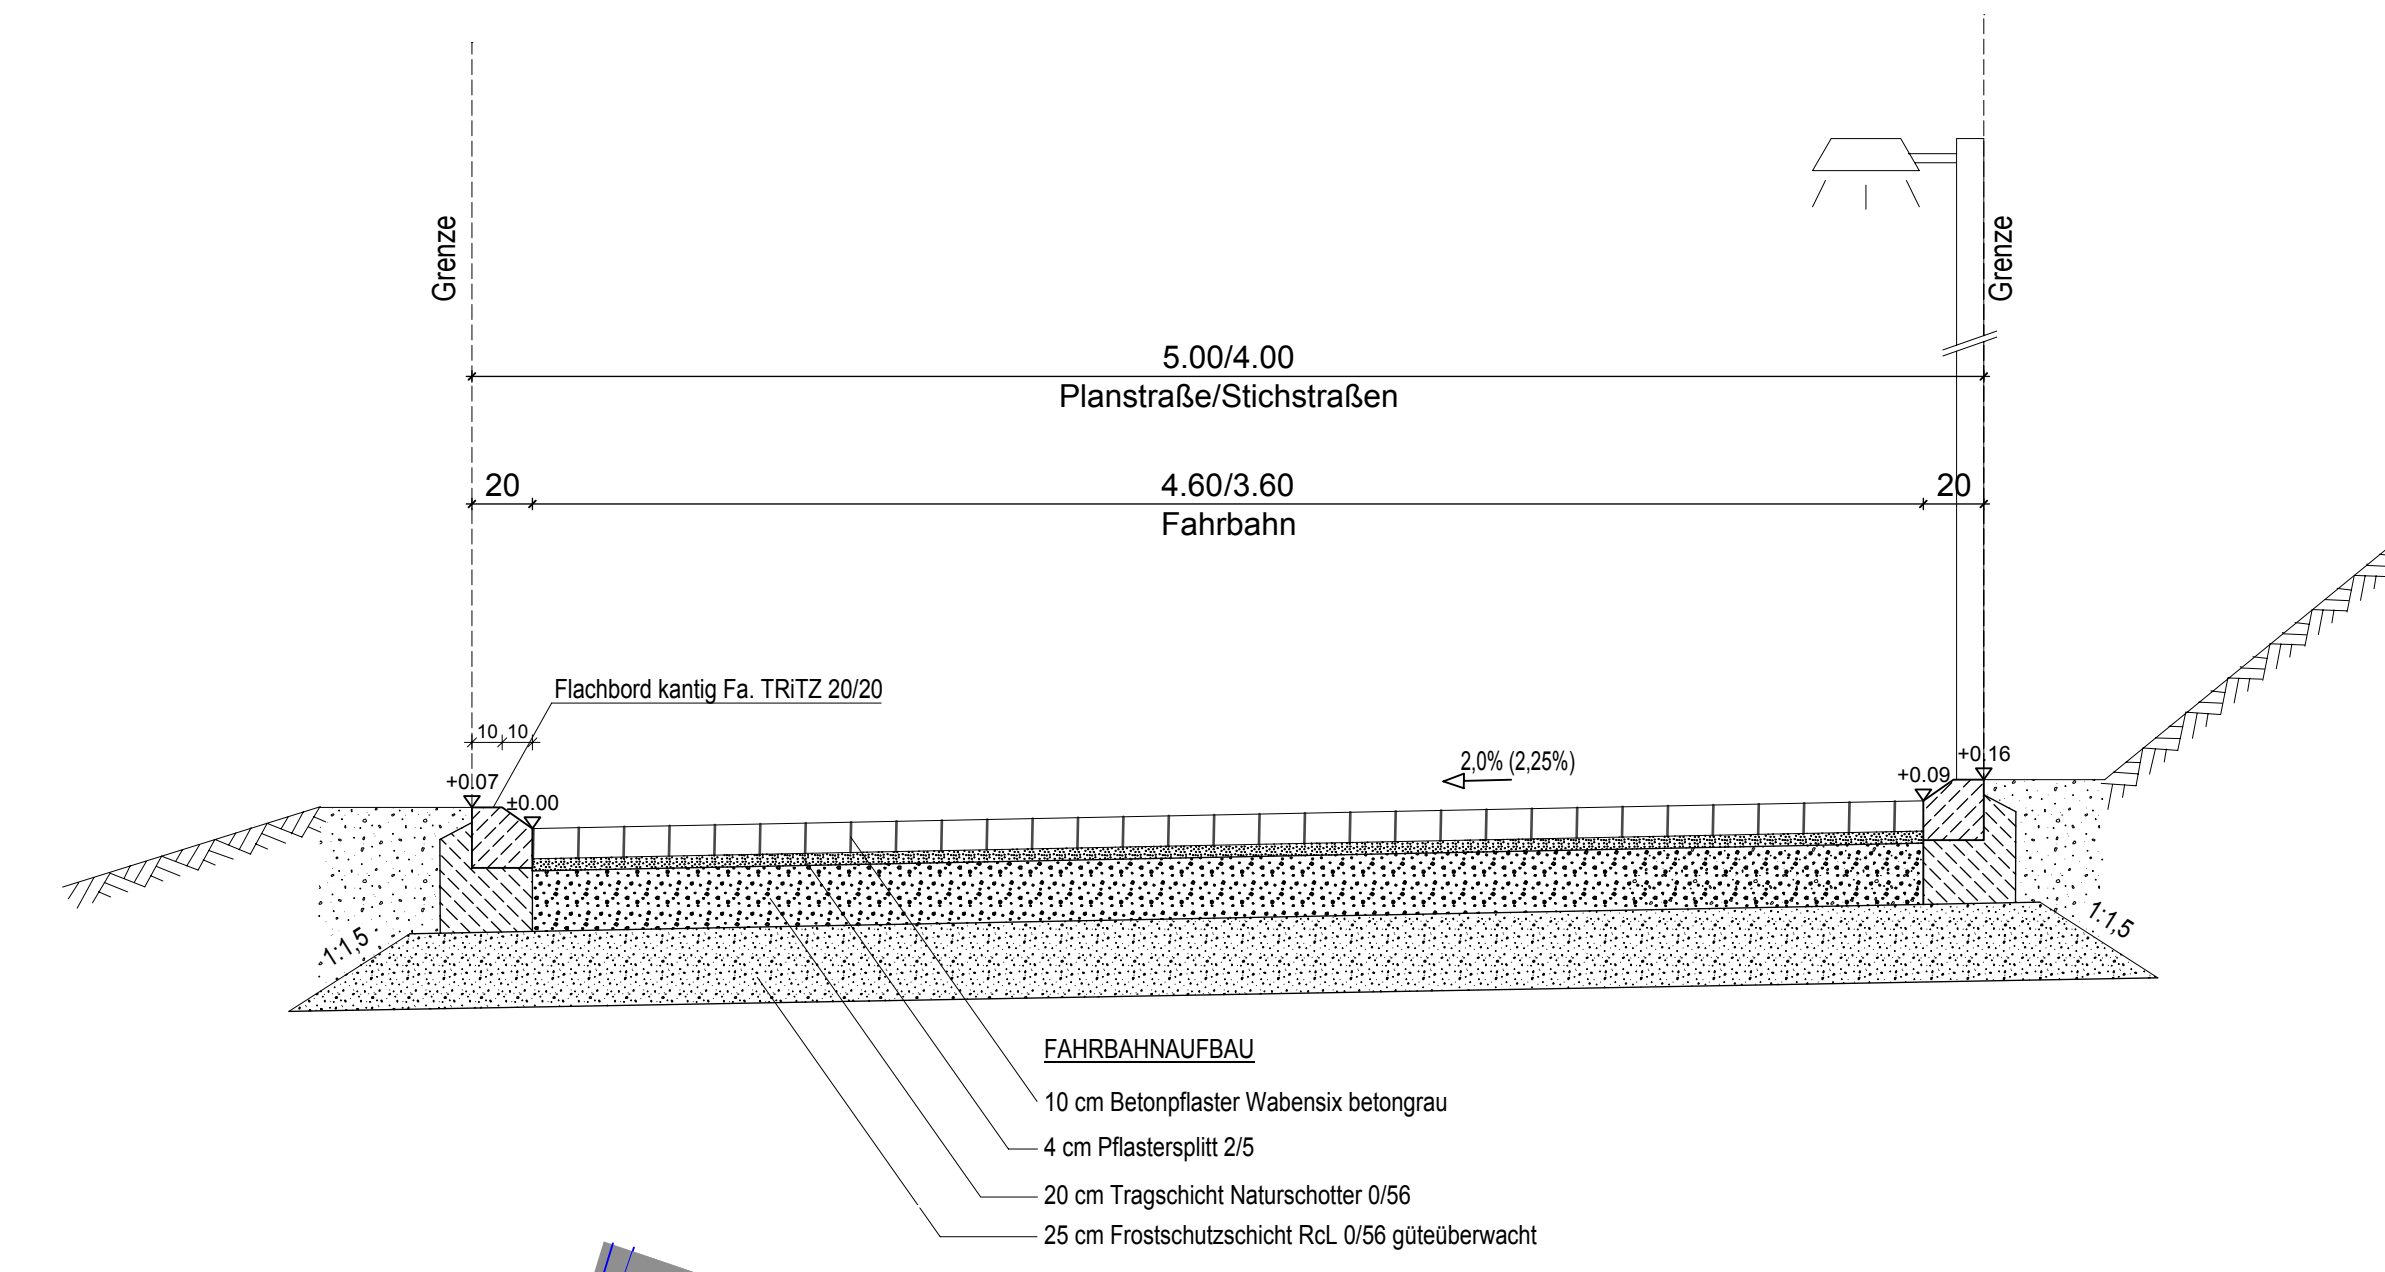 Grenze
Grenze
5.00/4.00
Planstraße/Stichstraßen
20
4.60/3.60
20
Fahrbahn
Flachbord kantig Fa. TRiTZ 20/20
10
10
2,0% (2,25%)
+0.16
+0.07
+0.09
±0.00
1:1,5
1:1,5
FAHRBAHNAUFBAU
10 cm Betonpflaster Wabensix betongrau
4 cm Pflastersplitt 2/5
20 cm Tragschicht Naturschotter 0/56
25 cm Frostschutzschicht RcL 0/56 güteüberwacht